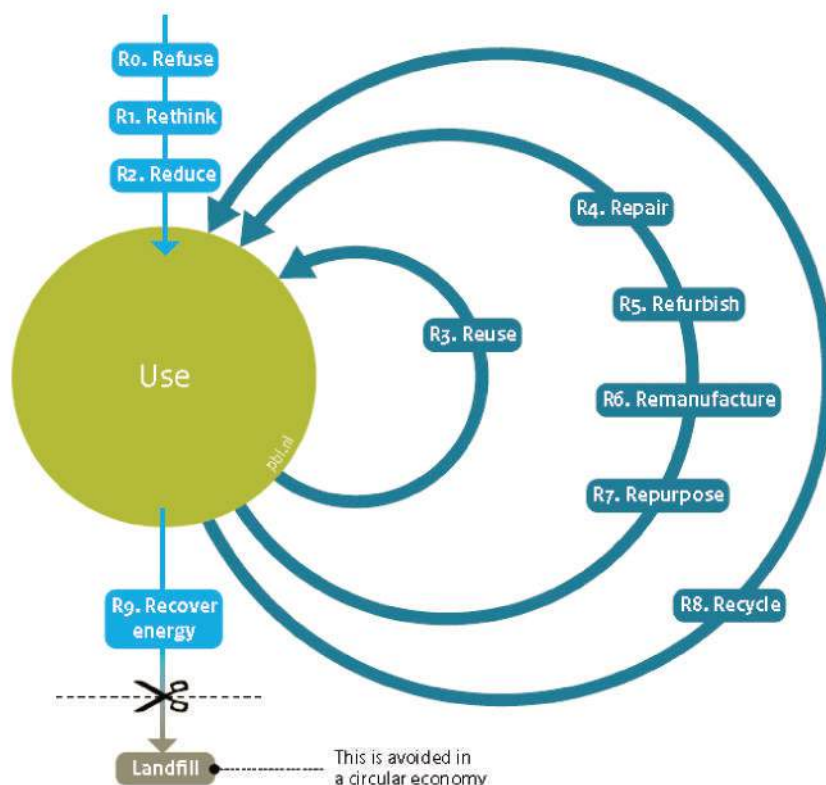 R0. Refuse
R1. Rethink
R2. Reduce
R4. Repair
R5. Refurbish
R3. Reuse
Use
R6. Remanufacture
pbl.nl
R7. Repurpose
R9. Recover
energy
R8. Recycle
Landfill
This is avoided in
a circular economy